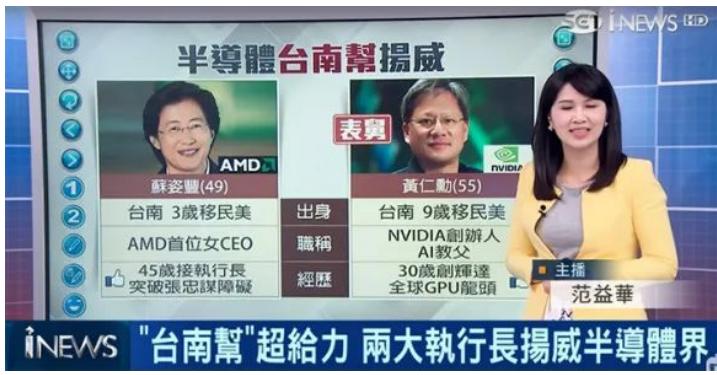 SET iNEWS HD
半導體台南幫揚威
AMD
表舅
NVIDIA
蘇姿豐(49)
黃仁勳(55)
台南 3歲移民美
出身
台南 9歲移民美
AMD首位女CEO
職稱
NVIDIA創辦人
AI教父
45歲接執行長
突破張忠謀障礙
經歷
30歲創輝達
全球GPU龍頭
1
2
主播
范益華
iNEWS
"台南幫"超給力 兩大執行長揚威半導體界